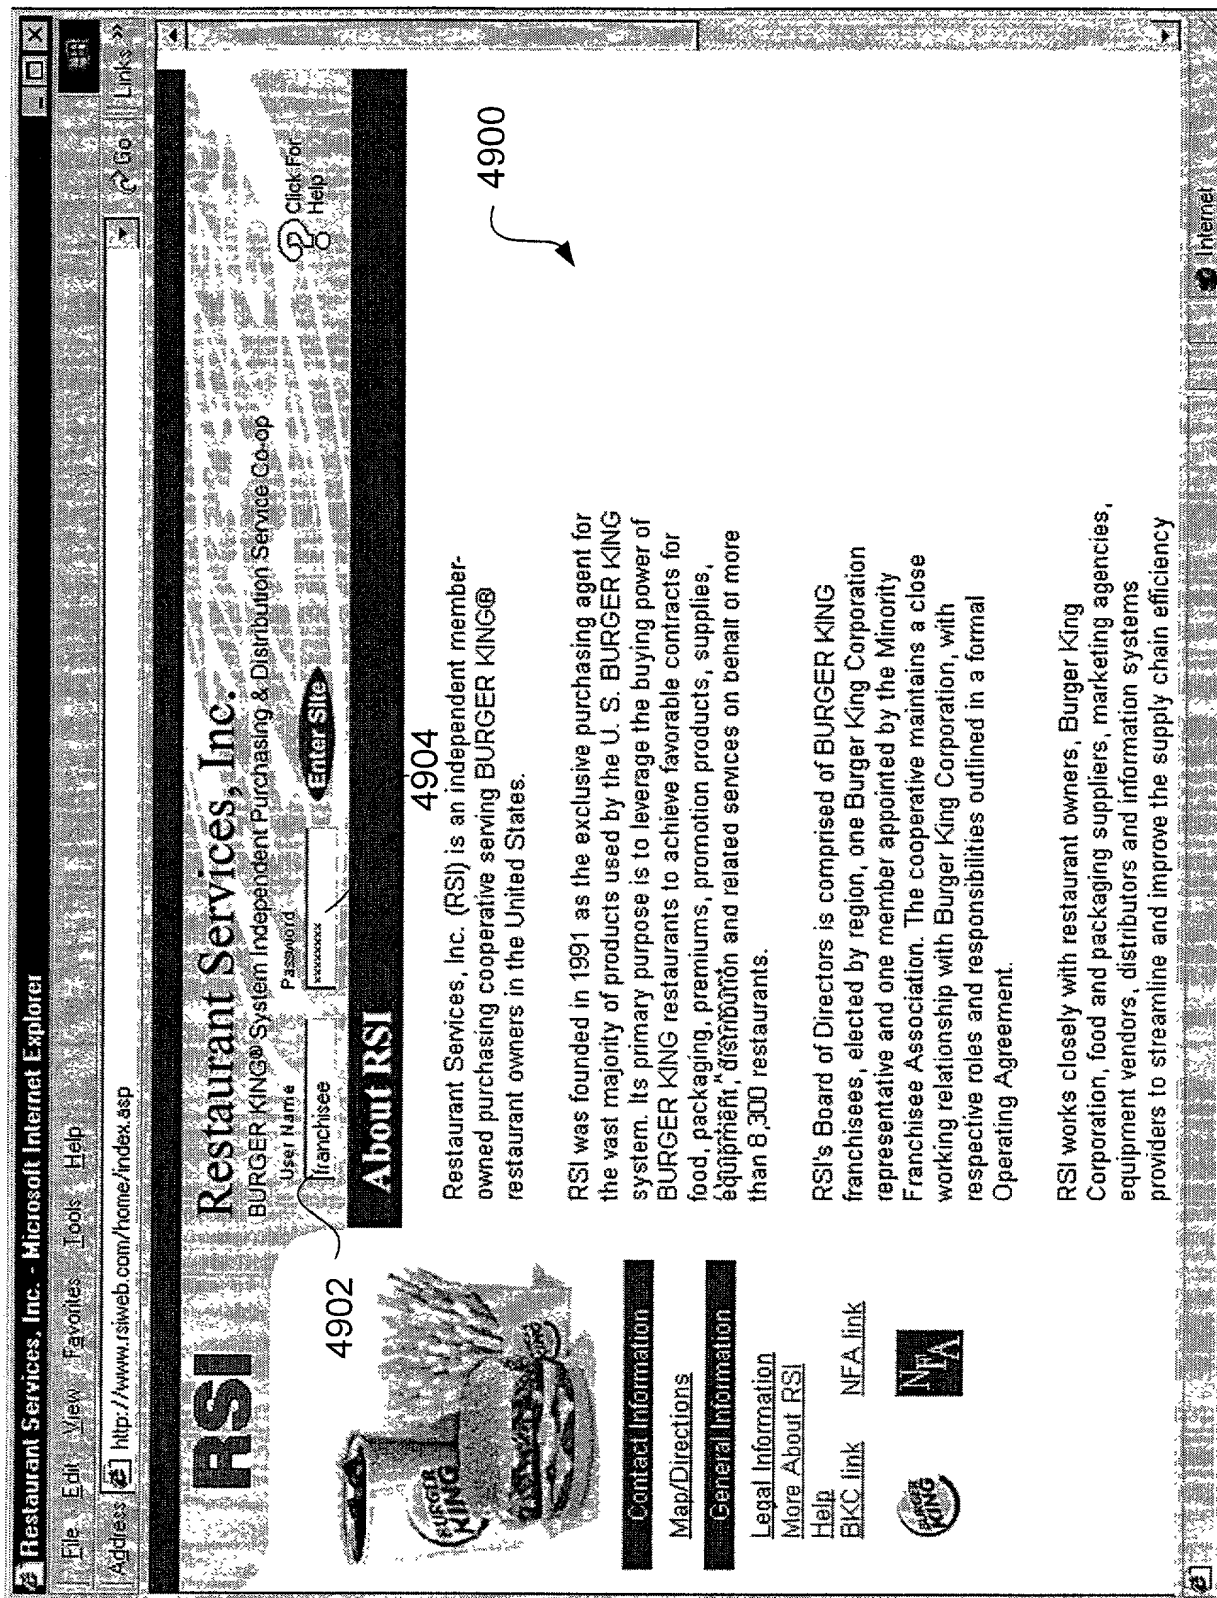 Restaurant Services, Inc. - Microsoft Internet Explorer
File Edit View Favorites Tools Help
Address http://www.rsiweb.com/home/index.asp Go Links »
RSI
Restaurant Services, Inc.
BURGER KING® System Independent Purchasing & Distribution Service Co-op
User Name Password
franchisee ********* Enter Site
Click For
Help
4902
4904
4900
About RSI
BURGER
KING
Contact Information
Map/Directions
General Information
Legal Information
More About RSI
Help
BKC link NFA link
BURGER
KING
NFA
Restaurant Services, Inc. (RSI) is an independent member-
owned purchasing cooperative serving BURGER KING®
restaurant owners in the United States.
RSI was founded in 1991 as the exclusive purchasing agent for
the vast majority of products used by the U. S. BURGER KING
system. Its primary purpose is to leverage the buying power of
BURGER KING restaurants to achieve favorable contracts for
food, packaging, premiums, promotion products, supplies,
equipment, distribution and related services on behalf of more
than 8,300 restaurants.
RSI's Board of Directors is comprised of BURGER KING
franchisees, elected by region, one Burger King Corporation
representative and one member appointed by the Minority
Franchisee Association. The cooperative maintains a close
working relationship with Burger King Corporation, with
respective roles and responsibilities outlined in a formal
Operating Agreement.
RSI works closely with restaurant owners, Burger King
Corporation, food and packaging suppliers, marketing agencies,
equipment vendors, distributors and information systems
providers to streamline and improve the supply chain efficiency
Internet